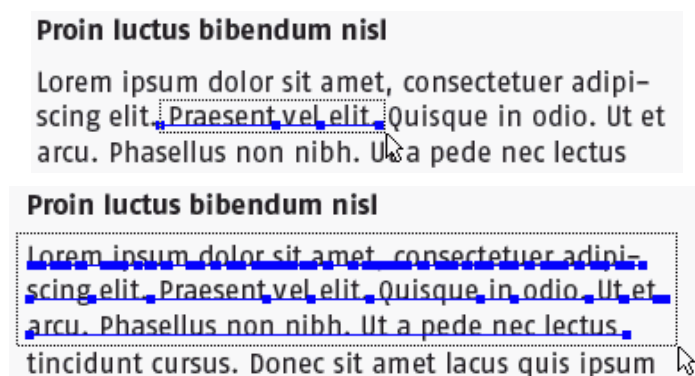 Proin luctus bibendum nisl
Lorem ipsum dolor sit amet, consectetuer adipi-
scing elit. Praesent vel elit. Quisque in odio. Ut et
arcu. Phasellus non nibh. Ut a pede nec lectus
Proin luctus bibendum nisl
Lorem ipsum dolor sit amet, consectetuer adipi-
scing elit. Praesent vel elit. Quisque in odio. Ut et
arcu. Phasellus non nibh. Ut a pede nec lectus
tincidunt cursus. Donec sit amet lacus quis ipsum